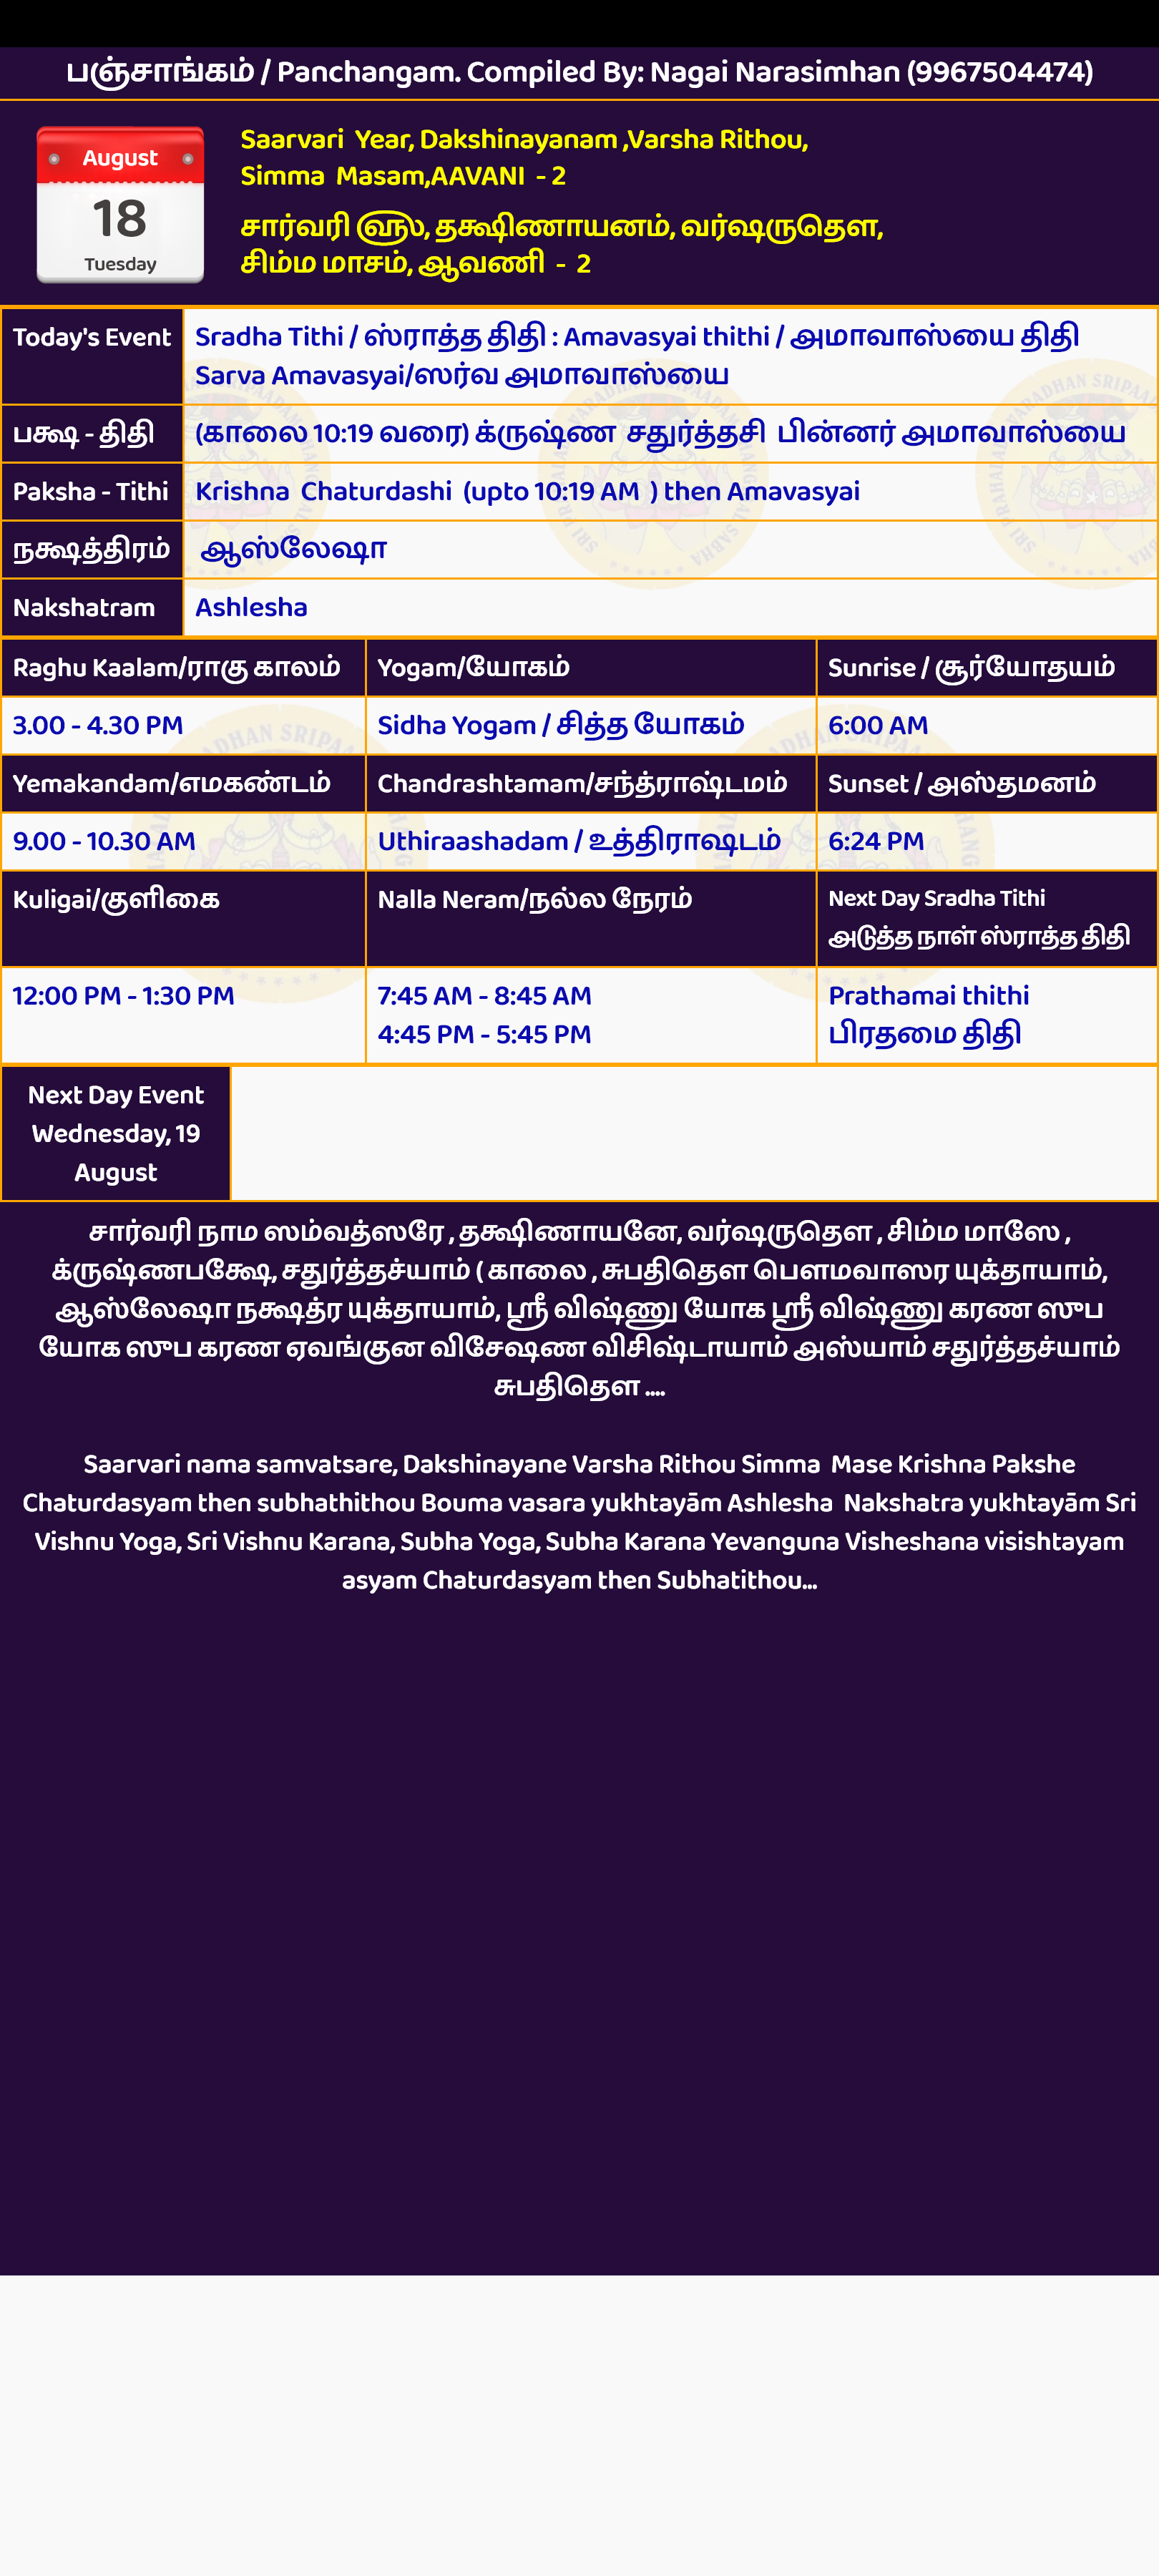 பஞ்சாங்கம் / Panchangam. Compiled By: Nagai Narasimhan (9967504474)
August
18
Tuesday
Saarvari Year, Dakshinayanam ,Varsha Rithou,
Simma Masam,AAVANI - 2
சார்வரி ௵, தக்ஷிணாயனம், வர்ஷருதௌ,
சிம்ம மாசம், ஆவணி - 2
Today's Event
Sradha Tithi / ஸ்ராத்த திதி : Amavasyai thithi / அமாவாஸ்யை திதி
Sarva Amavasyai/ஸர்வ அமாவாஸ்யை
பக்ஷ - திதி
(காலை 10:19 வரை) க்ருஷ்ண சதுர்த்தசி பின்னர் அமாவாஸ்யை
Paksha - Tithi
Krishna Chaturdashi (upto 10:19 AM ) then Amavasyai
நக்ஷத்திரம்
ஆஸ்லேஷா
Nakshatram
Ashlesha
Raghu Kaalam/ராகு காலம்
Yogam/யோகம்
Sunrise / சூர்யோதயம்
3.00 - 4.30 PM
Sidha Yogam / சித்த யோகம்
6:00 AM
Yemakandam/எமகண்டம்
Chandrashtamam/சந்த்ராஷ்டமம்
Sunset / அஸ்தமனம்
9.00 - 10.30 AM
Uthiraashadam / உத்திராஷடம்
6:24 PM
Kuligai/குளிகை
Nalla Neram/நல்ல நேரம்
Next Day Sradha Tithi
அடுத்த நாள் ஸ்ராத்த திதி
12:00 PM - 1:30 PM
7:45 AM - 8:45 AM
4:45 PM - 5:45 PM
Prathamai thithi
பிரதமை திதி
Next Day Event
Wednesday, 19
August
சார்வரி நாம ஸம்வத்ஸரே , தக்ஷிணாயனே, வர்ஷருதௌ , சிம்ம மாஸே ,
க்ருஷ்ணபக்ஷே, சதுர்த்தச்யாம் ( காலை , சுபதிதௌ பௌமவாஸர யுக்தாயாம்,
ஆஸ்லேஷா நக்ஷத்ர யுக்தாயாம், ஸ்ரீ விஷ்ணு யோக ஸ்ரீ விஷ்ணு கரண ஸுப
யோக ஸுப கரண ஏவங்குன விசேஷண விசிஷ்டாயாம் அஸ்யாம் சதுர்த்தச்யாம்
சுபதிதௌ ....
Saarvari nama samvatsare, Dakshinayane Varsha Rithou Simma Mase Krishna Pakshe
Chaturdasyam then subhathithou Bouma vasara yukhtayām Ashlesha Nakshatra yukhtayām Sri
Vishnu Yoga, Sri Vishnu Karana, Subha Yoga, Subha Karana Yevanguna Visheshana visishtayam
asyam Chaturdasyam then Subhatithou...